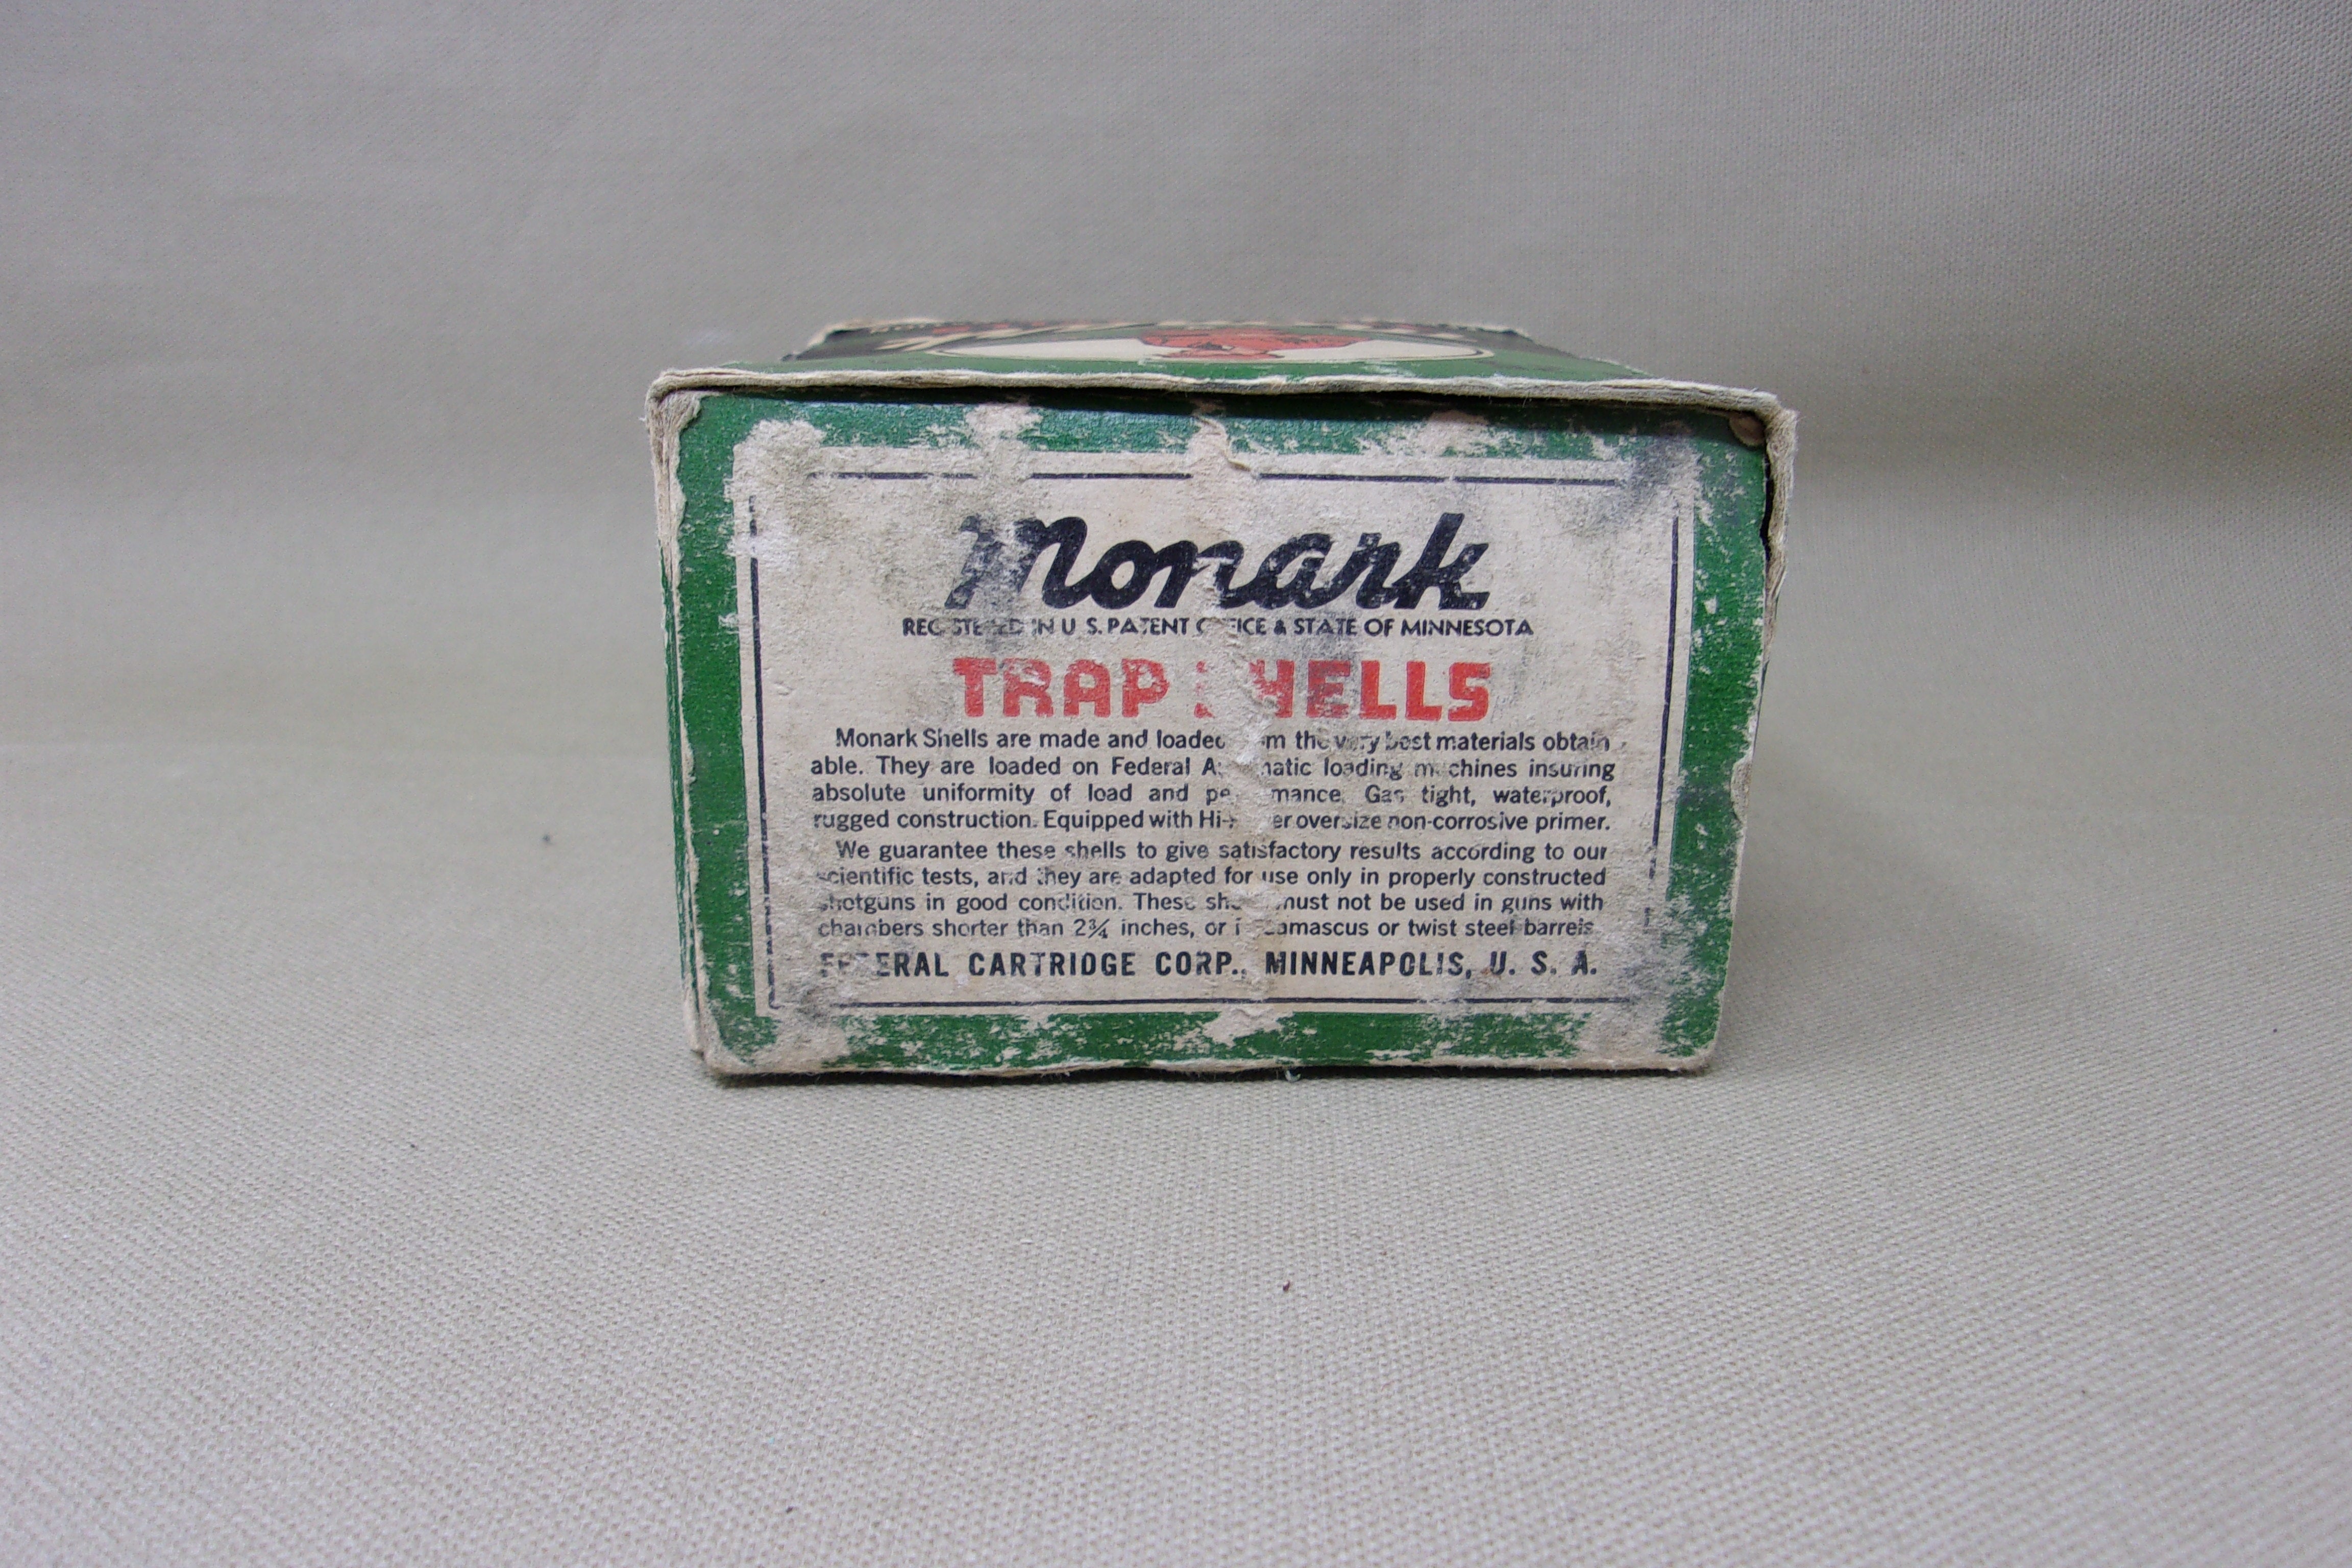 Monark
REGISTERED IN U. S. PATENT OFFICE & STATE OF MINNESOTA
TRAP SHELLS
Monark Shells are made and loaded from the very best materials obtain
able. They are loaded on Federal Automatic loading machines insuring
absolute uniformity of load and performance. Gas tight, waterproof,
rugged construction. Equipped with oversize non-corrosive primer.
We guarantee these shells to give satisfactory results according to our
scientific tests, and they are adapted for use only in properly constructed
shotguns in good condition. These shells must not be used in guns with
chambers shorter than 2¾ inches, or in Damascus or twist steel barrels.
FEDERAL CARTRIDGE CORP., MINNEAPOLIS, U. S. A.